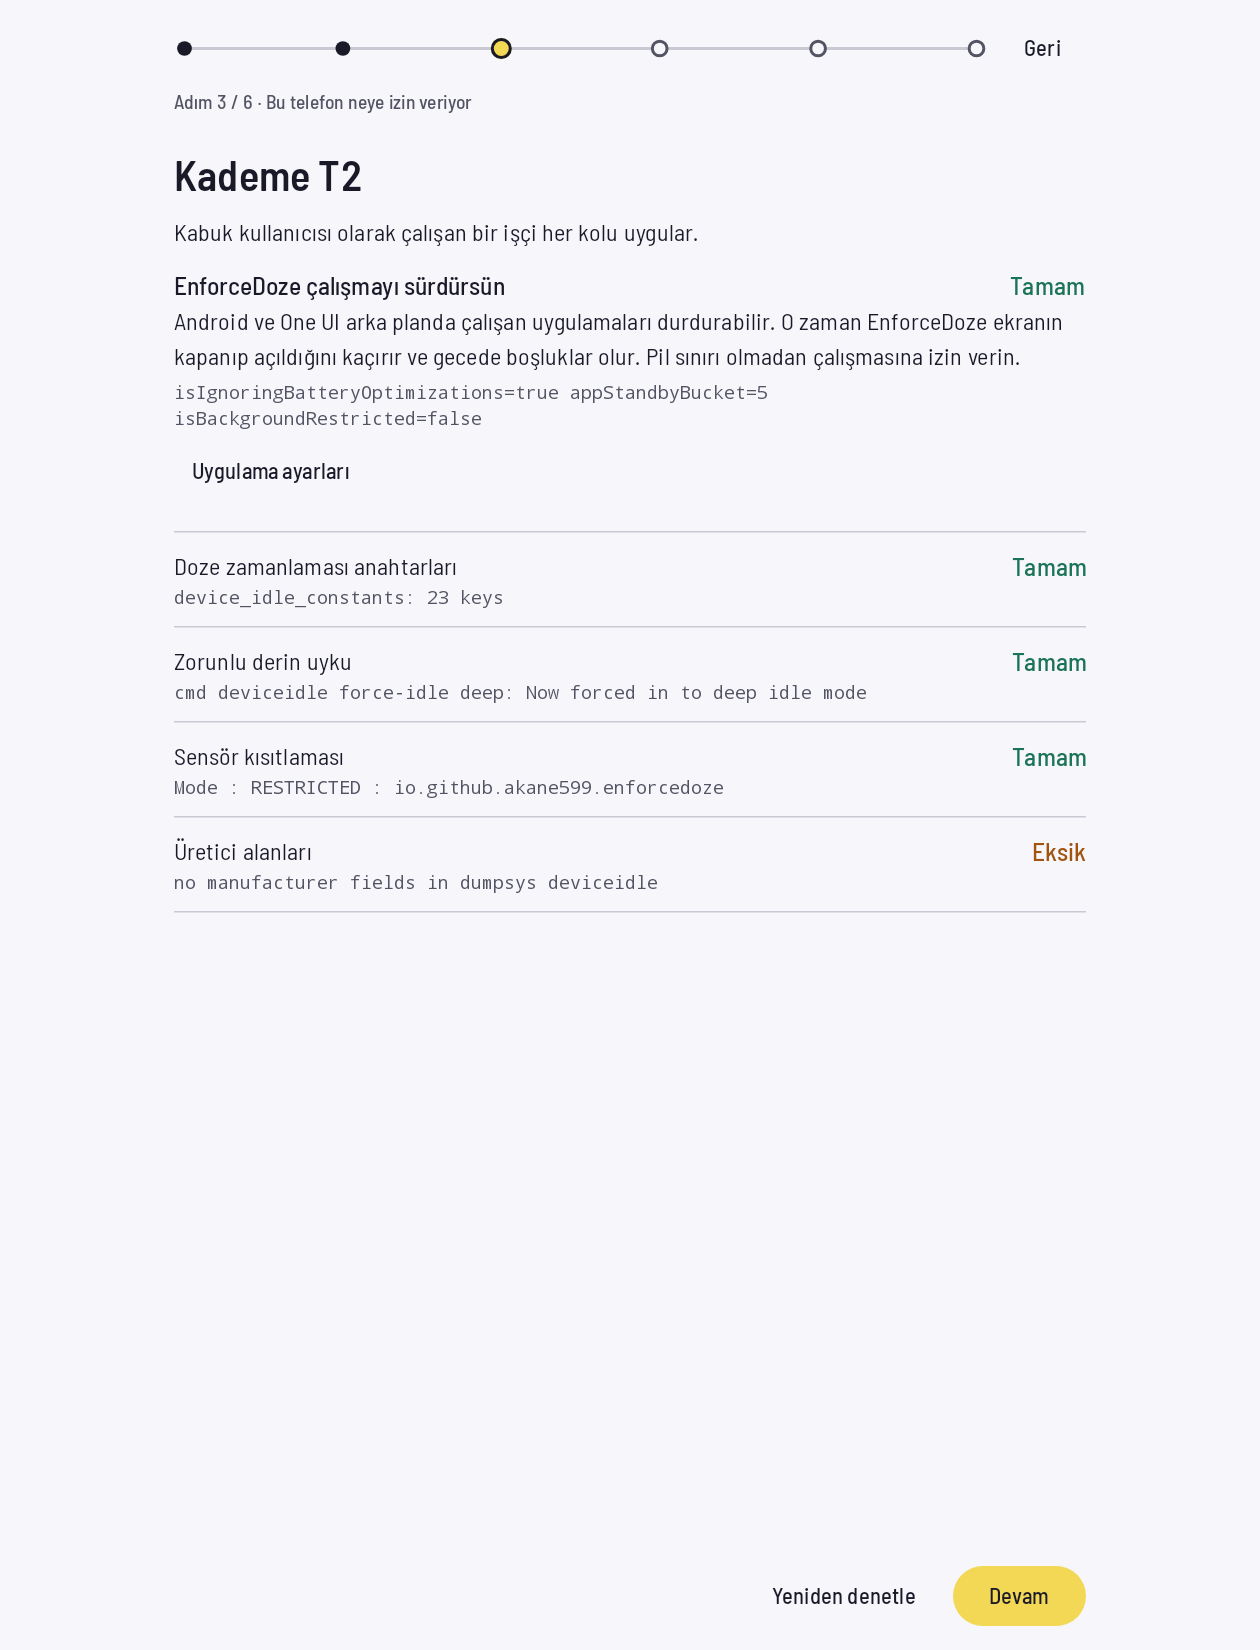 Geri
Adım 3 / 6 · Bu telefon neye izin veriyor
Kademe T2
Kabuk kullanıcısı olarak çalışan bir işçi her kolu uygular.
EnforceDoze çalışmayı sürdürsün Tamam
Android ve One UI arka planda çalışan uygulamaları durdurabilir. O zaman EnforceDoze ekranın
kapanıp açıldığını kaçırır ve gecede boşluklar olur. Pil sınırı olmadan çalışmasına izin verin.
isIgnoringBatteryOptimizations=true appStandbyBucket=5
isBackgroundRestricted=false
Uygulama ayarları
Doze zamanlaması anahtarları Tamam
device_idle_constants: 23 keys
Zorunlu derin uyku Tamam
cmd deviceidle force-idle deep: Now forced in to deep idle mode
Sensör kısıtlaması Tamam
Mode : RESTRICTED : io.github.akane599.enforcedoze
Üretici alanları Eksik
no manufacturer fields in dumpsys deviceidle
Yeniden denetle Devam